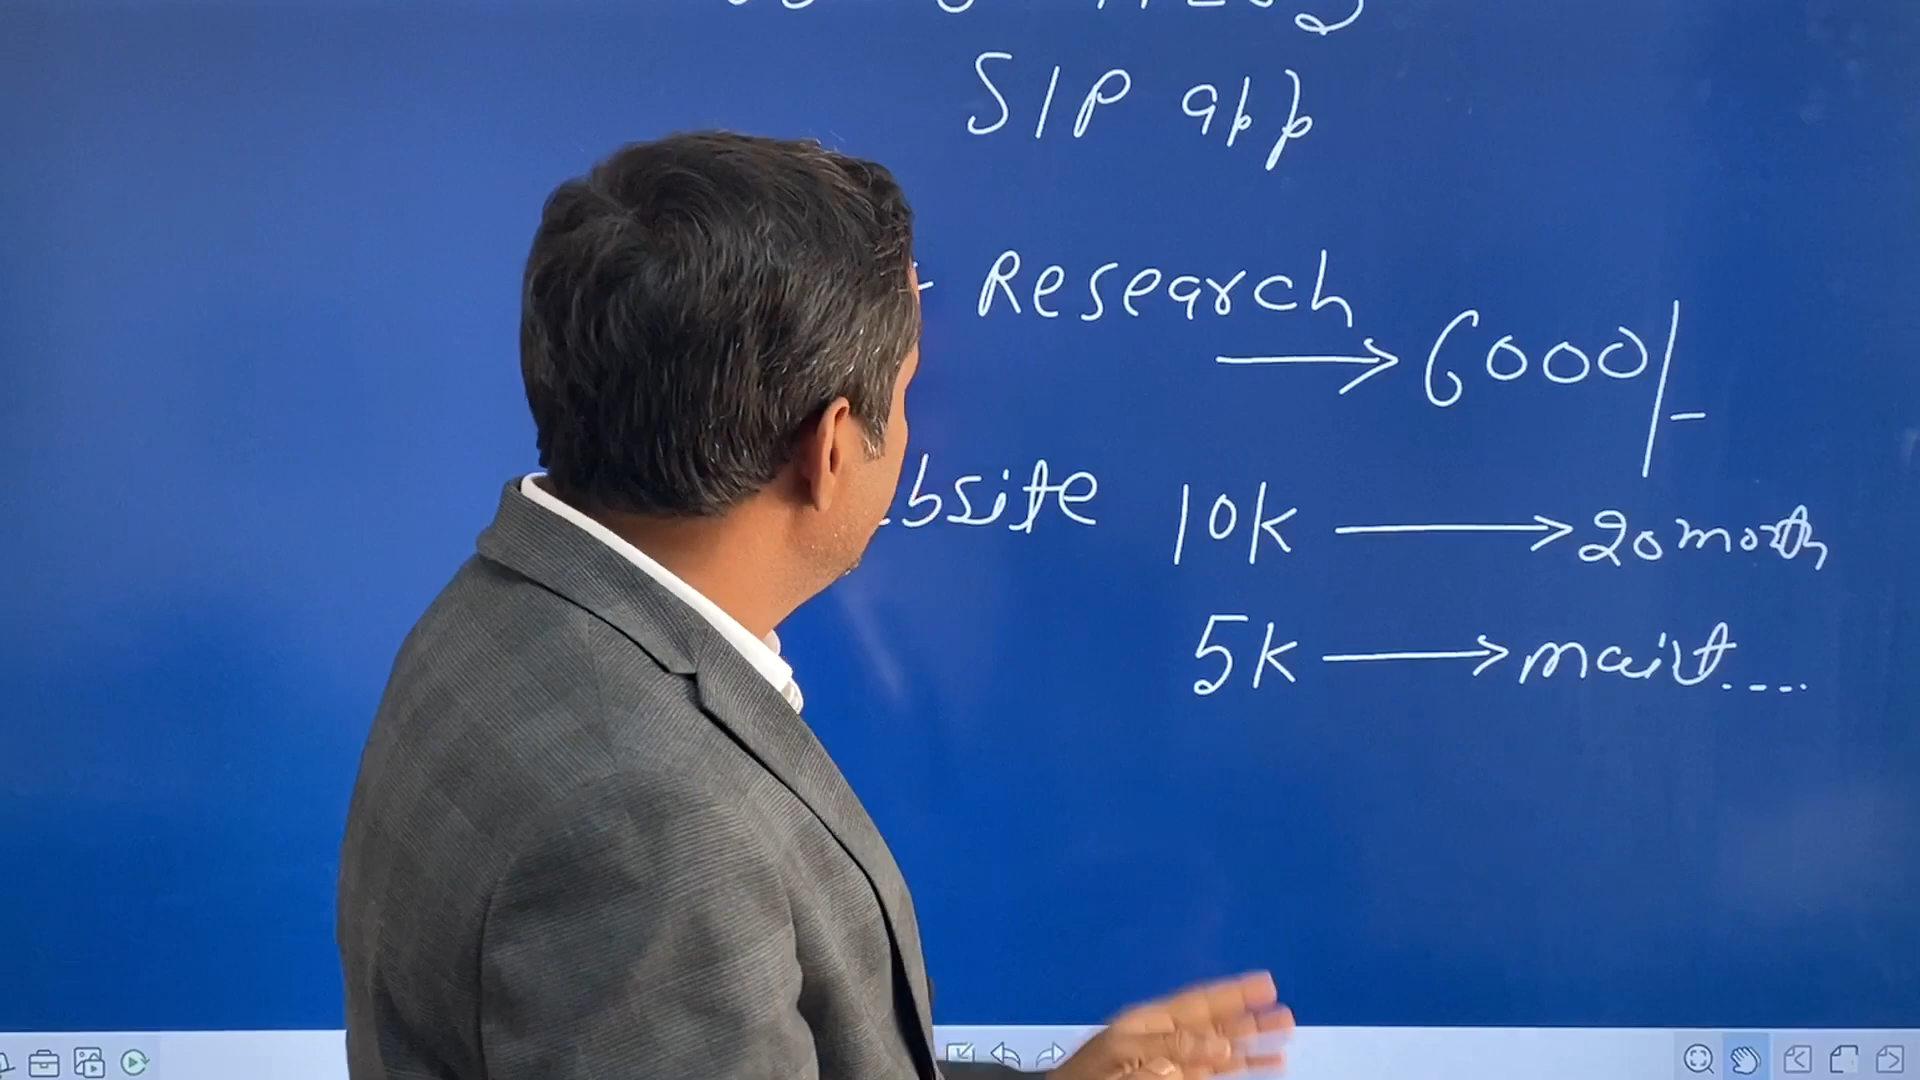 SIP app
Research
→ 6000/-
bsite 10k → 20 month
5k → maint....